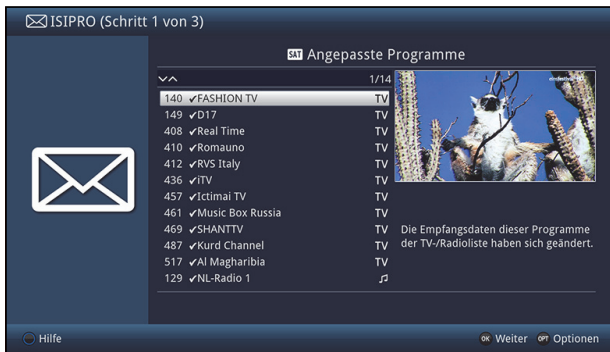 ISIPRO (Schritt 1 von 3)
SAT Angepasste Programme
1/14
140 ✔FASHION TV TV
149 ✔D17 TV
408 ✔Real Time TV
410 ✔Romauno TV
412 ✔RVS Italy TV
436 ✔iTV TV
457 ✔Ictimai TV TV
461 ✔Music Box Russia TV
469 ✔SHANTTV TV
487 ✔Kurd Channel TV
517 ✔Al Magharibia TV
129 ✔NL-Radio 1 ♫
Die Empfangsdaten dieser Programme
der TV-/Radioliste haben sich geändert.
Hilfe
OK Weiter OPT Optionen